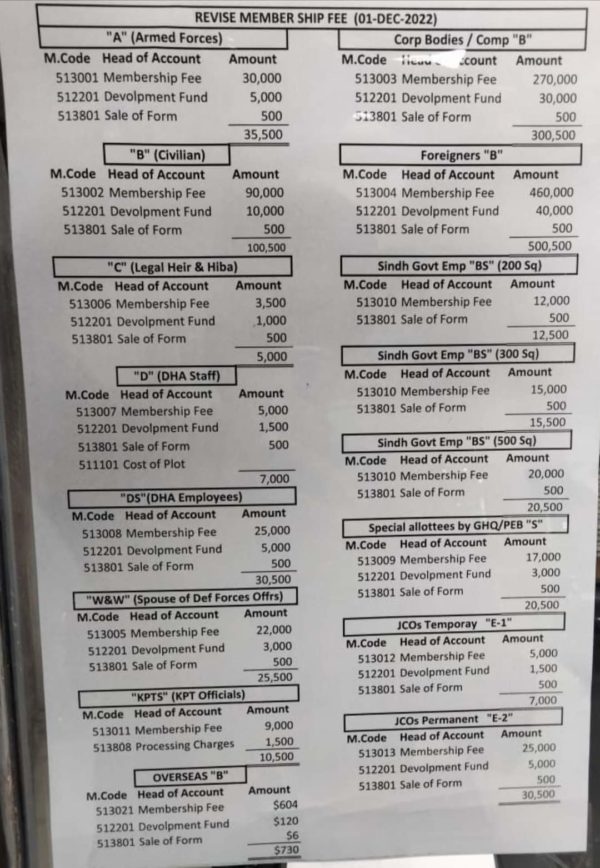 REVISE MEMBER SHIP FEE (01-DEC-2022)
"A" (Armed Forces)
M.Code Head of Account Amount
513001 Membership Fee 30,000
512201 Devolpment Fund 5,000
513801 Sale of Form 500
35,500
"B" (Civilian)
M.Code Head of Account Amount
513002 Membership Fee 90,000
512201 Devolpment Fund 10,000
513801 Sale of Form 500
100,500
"C" (Legal Heir & Hiba)
M.Code Head of Account Amount
513006 Membership Fee 3,500
512201 Devolpment Fund 1,000
513801 Sale of Form 500
5,000
"D" (DHA Staff)
M.Code Head of Account Amount
513007 Membership Fee 5,000
512201 Devolpment Fund 1,500
513801 Sale of Form 500
511101 Cost of Plot
7,000
"DS"(DHA Employees)
M.Code Head of Account Amount
513008 Membership Fee 25,000
512201 Devolpment Fund 5,000
513801 Sale of Form 500
30,500
"W&W" (Spouse of Def Forces Offrs)
M.Code Head of Account Amount
513005 Membership Fee 22,000
512201 Devolpment Fund 3,000
513801 Sale of Form 500
25,500
"KPTS" (KPT Officials)
M.Code Head of Account Amount
513011 Membership Fee 9,000
513808 Processing Charges 1,500
10,500
OVERSEAS "B"
M.Code Head of Account Amount
513021 Membership Fee $604
512201 Devolpment Fund $120
513801 Sale of Form $6
$730
Corp Bodies / Comp "B"
M.Code Amount
513003 Membership Fee 270,000
512201 Devolpment Fund 30,000
513801 Sale of Form 500
300,500
Foreigners "B"
M.Code Head of Account Amount
513004 Membership Fee 460,000
512201 Devolpment Fund 40,000
513801 Sale of Form 500
500,500
Sindh Govt Emp "BS" (200 Sq)
M.Code Head of Account Amount
513010 Membership Fee 12,000
513801 Sale of Form 500
12,500
Sindh Govt Emp "BS" (300 Sq)
M.Code Head of Account Amount
513010 Membership Fee 15,000
513801 Sale of Form 500
15,500
Sindh Govt Emp "BS" (500 Sq)
M.Code Head of Account Amount
513010 Membership Fee 20,000
513801 Sale of Form 500
20,500
Special allottees by GHQ/PEB "S"
M.Code Head of Account Amount
513009 Membership Fee 17,000
512201 Devolpment Fund 3,000
513801 Sale of Form 500
20,500
JCOs Temporay "E-1"
M.Code Head of Account Amount
513012 Membership Fee 5,000
512201 Devolpment Fund 1,500
513801 Sale of Form 500
7,000
JCOs Permanent "E-2"
M.Code Head of Account Amount
513013 Membership Fee 25,000
512201 Devolpment Fund 5,000
513801 Sale of Form 500
30,500